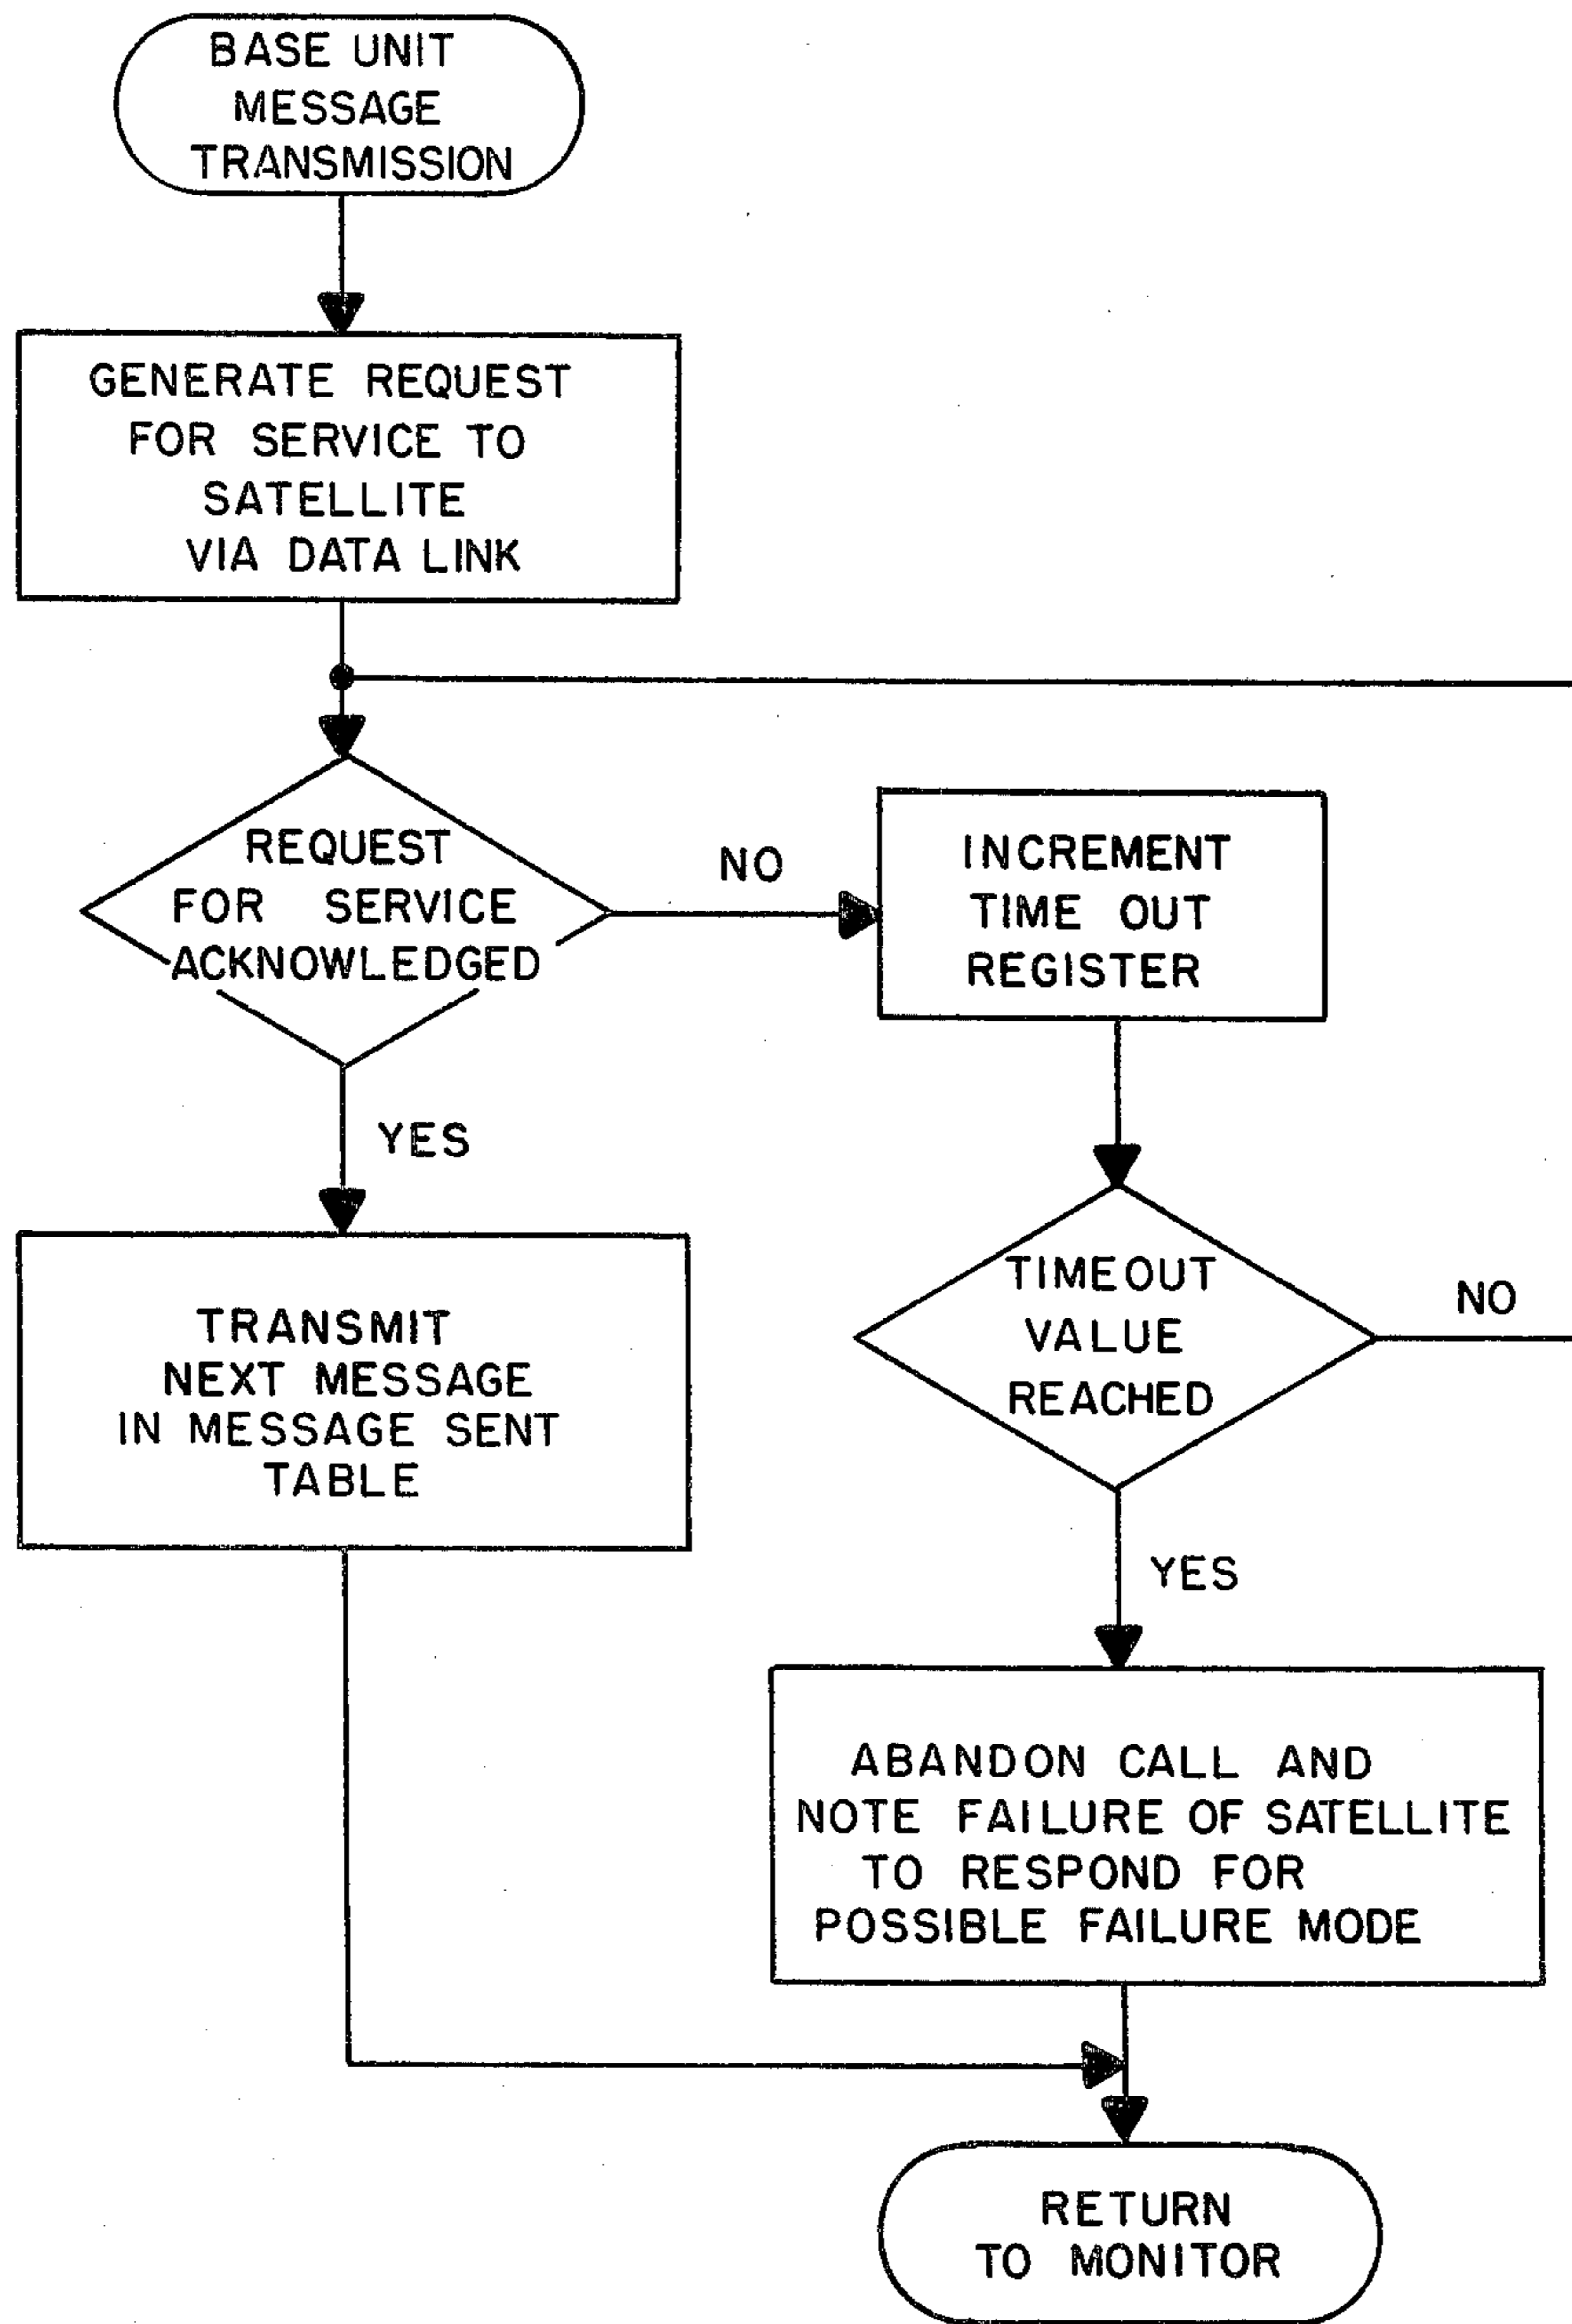 BASE UNIT
MESSAGE
TRANSMISSION
GENERATE REQUEST
FOR SERVICE TO
SATELLITE
VIA DATA LINK
REQUEST
FOR SERVICE
ACKNOWLEDGED
NO
INCREMENT
TIME OUT
REGISTER
YES
TRANSMIT
NEXT MESSAGE
IN MESSAGE SENT
TABLE
TIMEOUT
VALUE
REACHED
NO
YES
ABANDON CALL AND
NOTE FAILURE OF SATELLITE
TO RESPOND FOR
POSSIBLE FAILURE MODE
RETURN
TO MONITOR